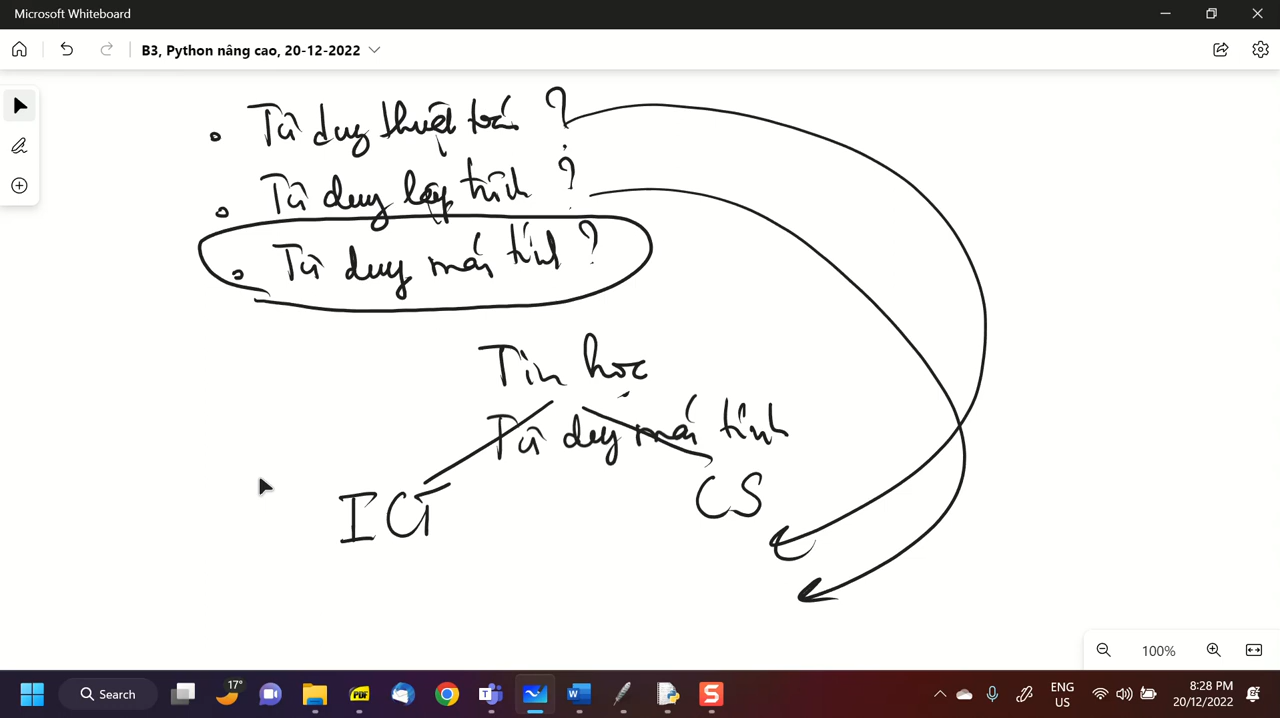 Microsoft Whiteboard
B3, Python nâng cao, 20-12-2022
Tư duy thuật toán ?
Tư duy lập trình ?
Tư duy máy tính ?
Tin học
Tư duy máy tính
ICT
CS
100%
Search
17°
PDF
ENG
US
8:28 PM
20/12/2022